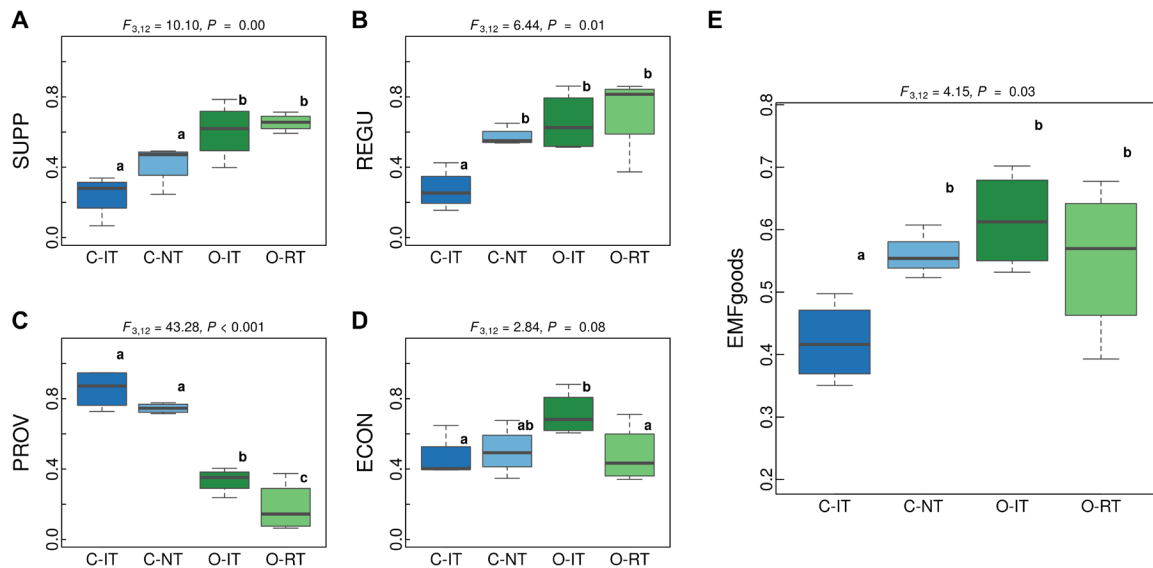 A
F3,12 = 10.10, P = 0.00
SUPP
0.8
0.4
0.0
a
a
b
b
C-IT C-NT O-IT O-RT
B
F3,12 = 6.44, P = 0.01
REGU
0.8
0.4
0.0
a
b
b
b
C-IT C-NT O-IT O-RT
C
F3,12 = 43.28, P < 0.001
PROV
0.8
0.4
0.0
a
a
b
c
C-IT C-NT O-IT O-RT
D
F3,12 = 2.84, P = 0.08
ECON
0.8
0.4
0.0
a
ab
b
a
C-IT C-NT O-IT O-RT
E
F3,12 = 4.15, P = 0.03
EMFgoods
0.8
0.7
0.6
0.5
0.4
0.3
0.2
a
b
b
b
C-IT C-NT O-IT O-RT